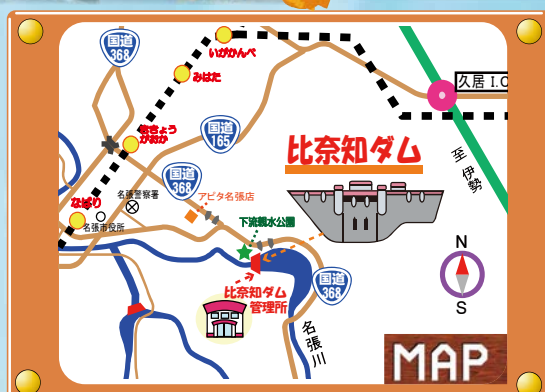 国道
368
いがかんべ
みはた
久居 I.C
ききょう
がおか
国道
165
比奈知ダム
至 伊勢
国道
368
名張警察署
アピタ名張店
なばり
名張市役所
下流親水公園
N
S
比奈知ダム
管理所
国道
368
名張川
MAP